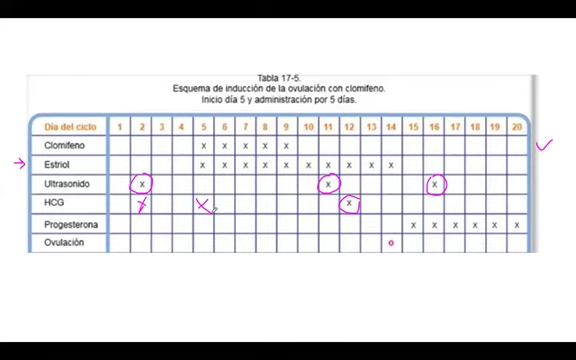 Tabla 17-5.
Esquema de inducción de la ovulación con clomifeno.
Inicio día 5 y administración por 5 días.
Día del ciclo 1 2 3 4 5 6 7 8 9 10 11 12 13 14 15 16 17 18 19 20
Clomifeno x x x x x
Estriol x x x x x x x x x x
Ultrasonido x x x
HCG x x x
Progesterona x x x x x x
Ovulación o